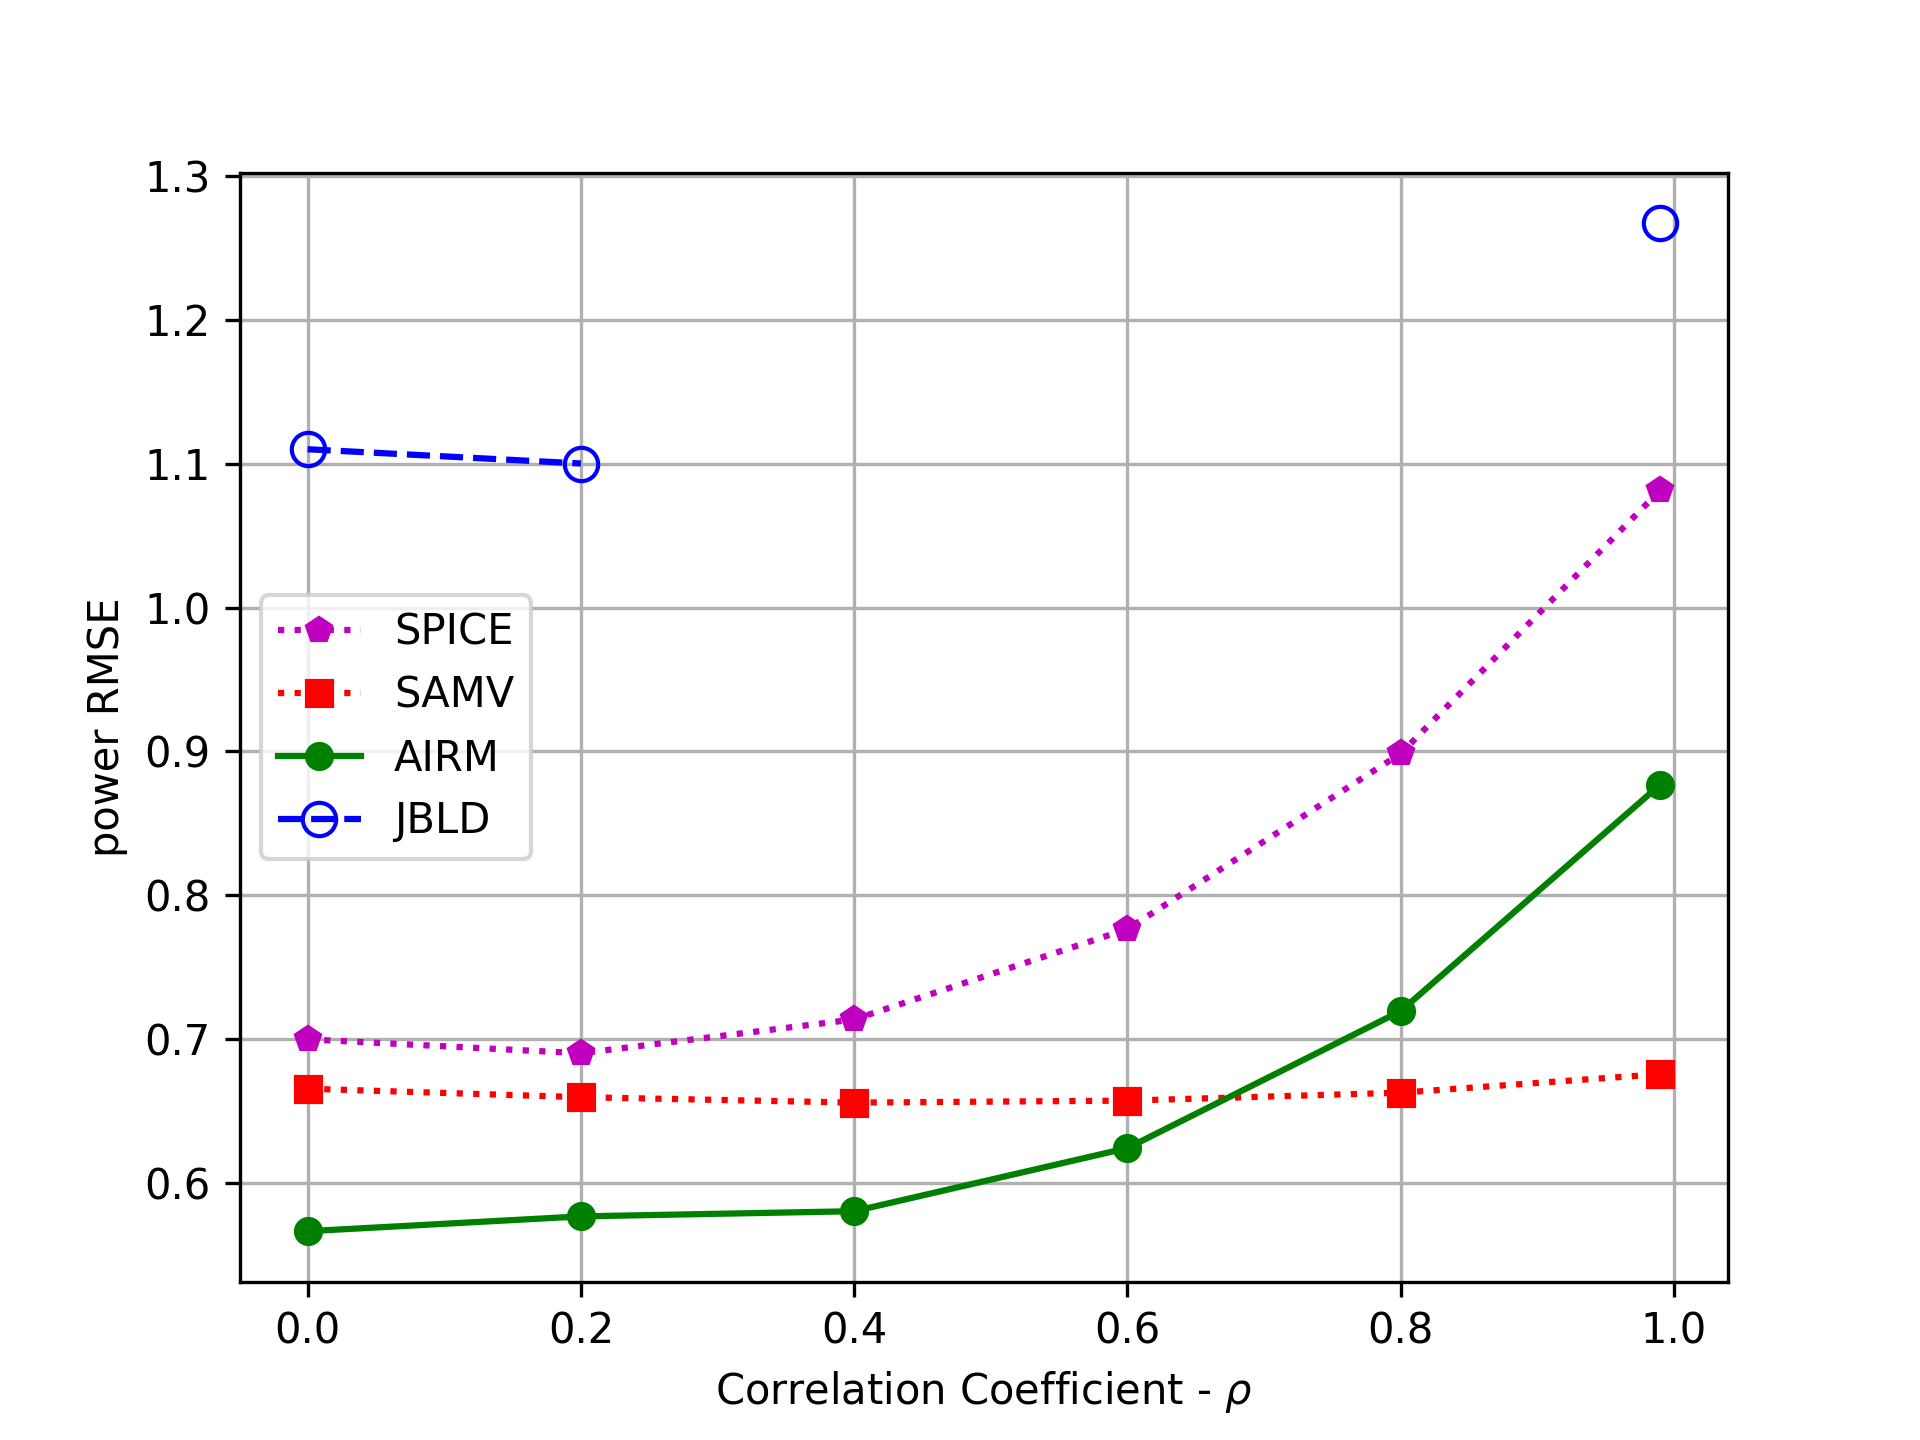 1.3
1.2
1.1
1.0
0.9
0.8
0.7
0.6
power RMSE
SPICE
SAMV
AIRM
JBLD
0.0 0.2 0.4 0.6 0.8 1.0
Correlation Coefficient - ρ